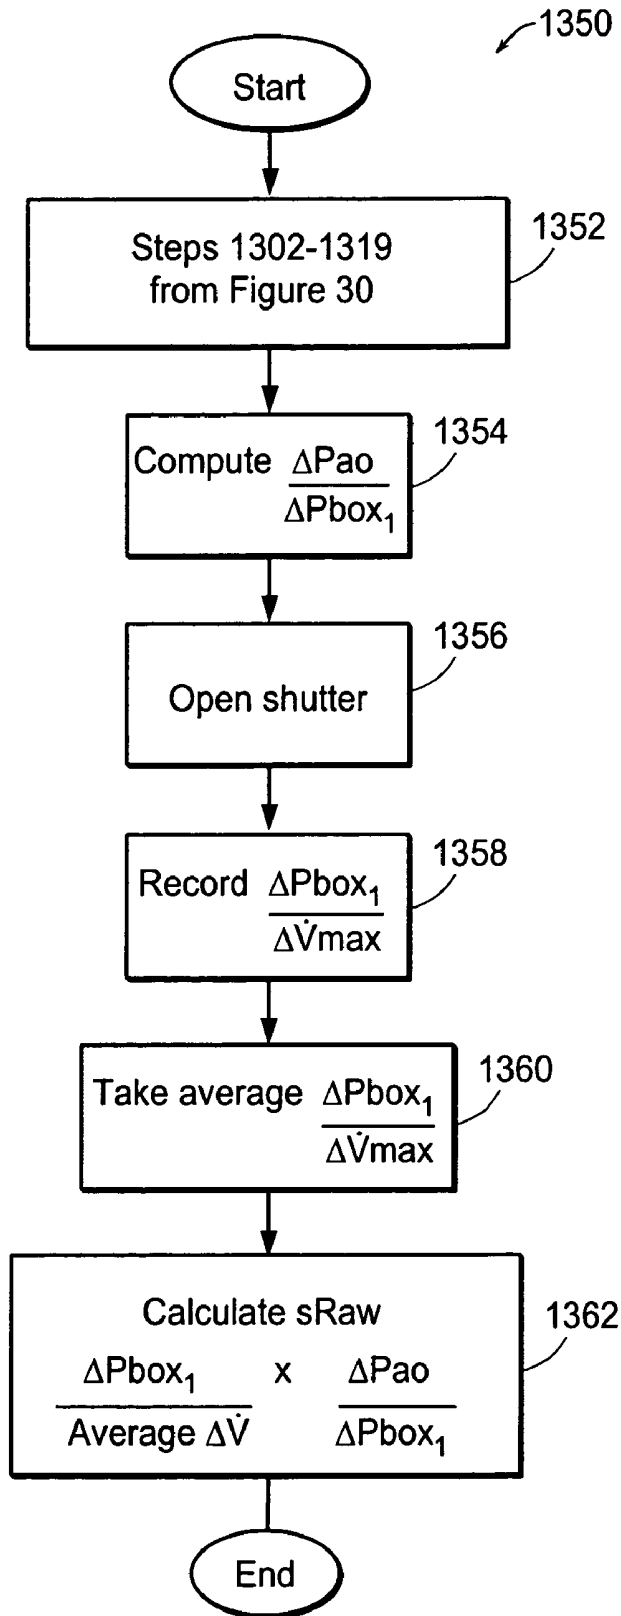 1350
Start
Steps 1302-1319
from Figure 30
1352
Compute ΔPao
ΔPbox₁
1354
Open shutter
1356
Record ΔPbox₁
ΔV̇max
1358
Take average ΔPbox₁
ΔV̇max
1360
Calculate sRaw
ΔPbox₁ x ΔPao
Average ΔV̇ ΔPbox₁
1362
End